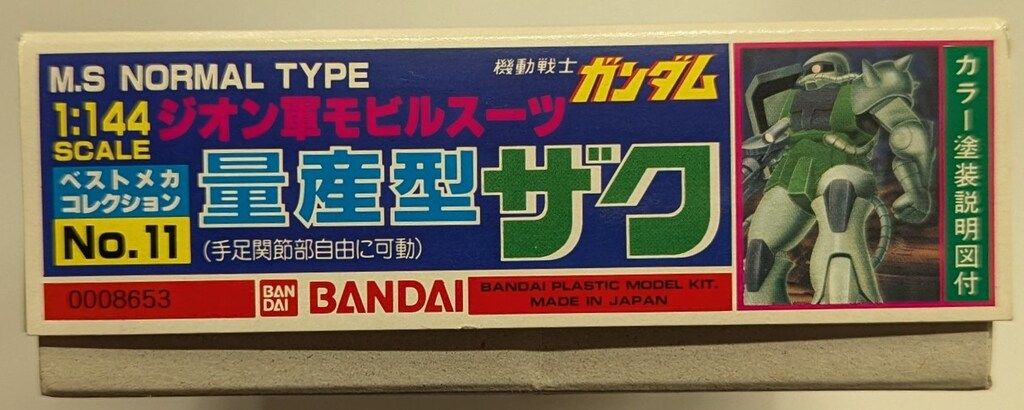 M.S NORMAL TYPE
機動戦士 ガンダム
1:144
SCALE
ジオン軍モビルスーツ
ベストメカ
コレクション
No.11
量産型 ザク
(手足関節部自由に可動)
0008653
BAN
DAI
BANDAI
BANDAI PLASTIC MODEL KIT.
MADE IN JAPAN
カラー塗装説明図付